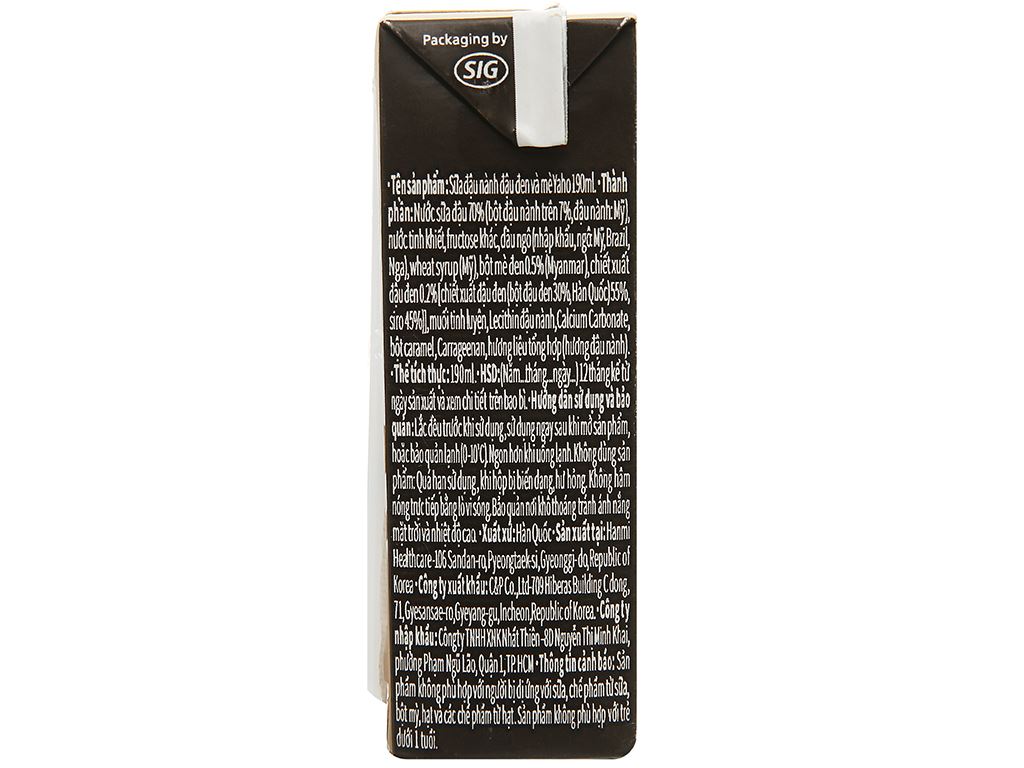 Packaging by
SIG
· Tên sản phẩm: Sữa đậu nành đậu đen và mè Yaho 190ml. · Thành
phần: Nước sữa đậu 70% (bột đậu nành trên 7%, đậu nành: Mỹ),
nước tinh khiết, fructose khác, dầu ngô (nhập khẩu, ngô: Mỹ, Brazil,
Nga), wheat syrup (Mỹ), bột mè đen 0.5% (Myanmar), chiết xuất
đậu đen 0.2% [chiết xuất đậu đen (bột đậu đen 30%, Hàn Quốc) 55%,
siro 45%)], muối tinh luyện, Lecithin đậu nành, Calcium Carbonate,
bột caramel, Carrageenan, hương liệu tổng hợp (hương đậu nành).
· Thể tích thực: 190ml. · HSD: (Năm...tháng...ngày...) 12 tháng kể từ
ngày sản xuất và xem chi tiết trên bao bì. · Hướng dẫn sử dụng và bảo
quản: Lắc đều trước khi sử dụng, sử dụng ngay sau khi mở sản phẩm,
hoặc bảo quản lạnh (0-10°C). Ngon hơn khi uống lạnh. Không dùng sản
phẩm: Quá hạn sử dụng, khi hộp bị biến dạng, hư hỏng. Không hâm
nóng trực tiếp bằng lò vi sóng. Bảo quản nơi khô thoáng tránh ánh nắng
mặt trời và nhiệt độ cao. · Xuất xứ: Hàn Quốc · Sản xuất tại: Hanmi
Healthcare -106 Sandan-ro, Pyeongtaek-si, Gyeonggi-do, Republic of
Korea · Công ty xuất khẩu: C&P Co.,Ltd-709 Hiberas Building C dong,
71, Gyesansae-ro, Gyeyang-gu, Incheon, Republic of Korea. · Công ty
nhập khẩu: Công ty TNHH XNK Nhất Thiên -8D Nguyễn Thị Minh Khai,
phường Phạm Ngũ Lão, Quận 1, TP. HCM · Thông tin cảnh báo: Sản
phẩm không phù hợp với người bị dị ứng với sữa, chế phẩm từ sữa,
bột mỳ, hạt và các chế phẩm từ hạt. Sản phẩm không phù hợp với trẻ
dưới 1 tuổi.